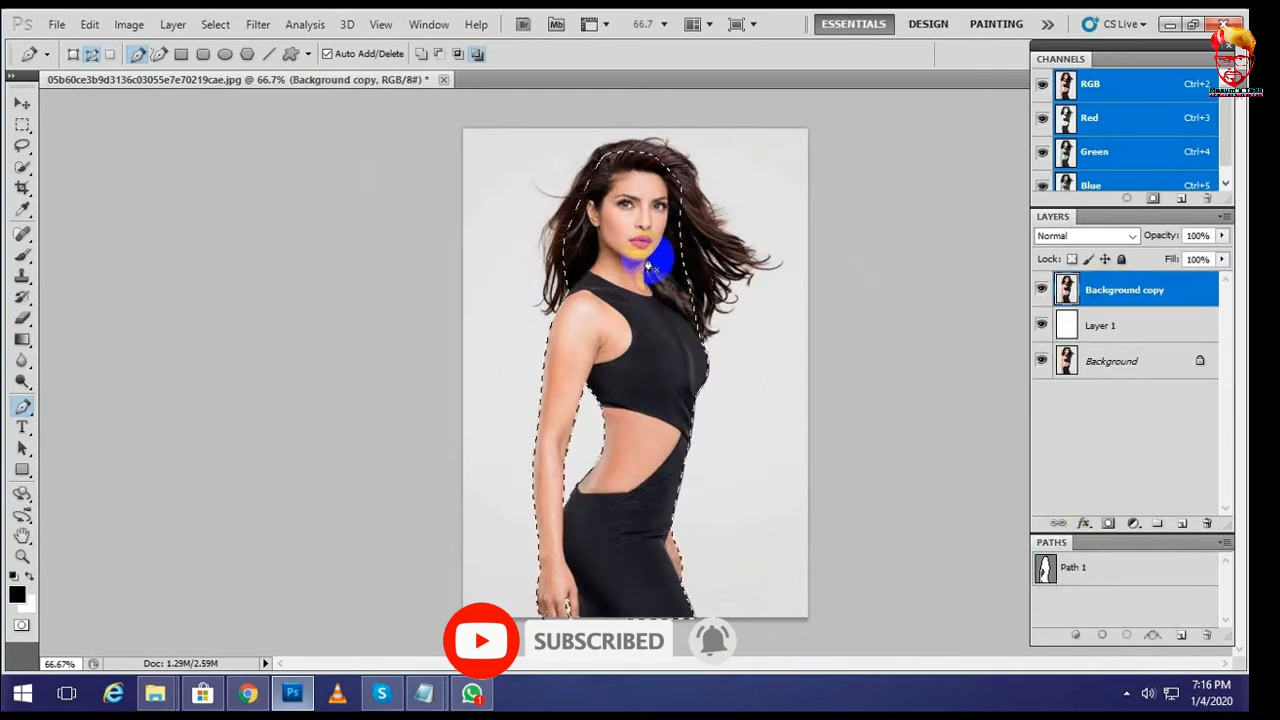 Ps File Edit Image Layer Select Filter Analysis 3D View Window Help Br Mb 66.7 ESSENTIALS DESIGN PAINTING CS Live
Auto Add/Delete
05b60ce3b9d3136c03055e7e70219cae.jpg @ 66.7% (Background copy, RGB/8#) *
CHANNELS
RGB Ctrl+2
Red Ctrl+3
Green Ctrl+4
Blue Ctrl+5
LAYERS
Normal Opacity: 100%
Lock: Fill: 100%
Background copy
Layer 1
Background
PATHS
Path 1
SUBSCRIBED
66.67% Doc: 1.29M/2.59M
Ps
7:16 PM
1/4/2020